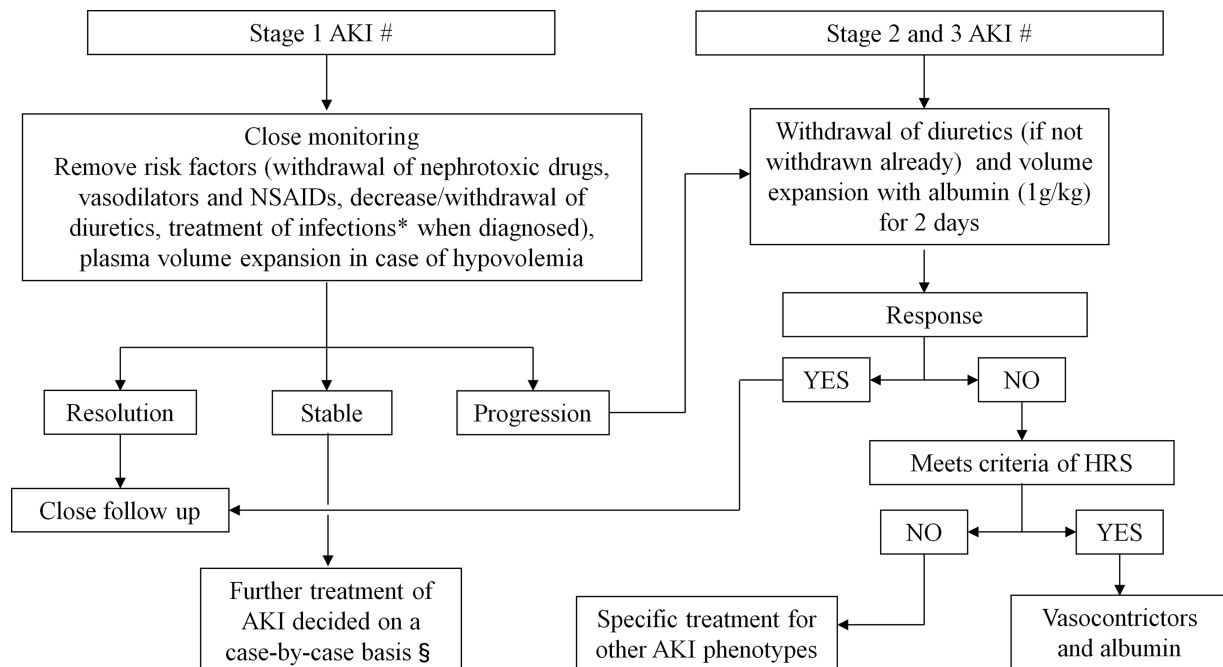 Stage 1 AKI #
Stage 2 and 3 AKI #
Close monitoring
Remove risk factors (withdrawal of nephrotoxic drugs,
vasodilators and NSAIDs, decrease/withdrawal of
diuretics, treatment of infections* when diagnosed),
plasma volume expansion in case of hypovolemia
Withdrawal of diuretics (if not
withdrawn already) and volume
expansion with albumin (1g/kg)
for 2 days
Response
YES
NO
Resolution
Stable
Progression
Meets criteria of HRS
Close follow up
NO
YES
Further treatment of
AKI decided on a
case-by-case basis §
Specific treatment for
other AKI phenotypes
Vasocontrictors
and albumin